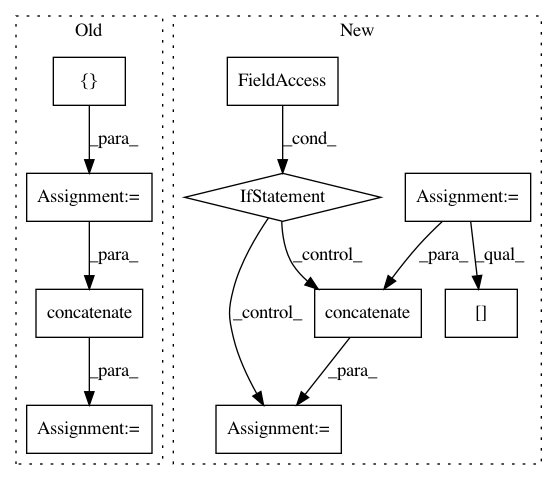 Old
New
{}
FieldAccess
_para_
_cond_
Assignment:=
IfStatement
Assignment:=
_para_
_control_
_para_
_qual_
concatenate
_control_
concatenate
[]
_para_
_para_
Assignment:=
Assignment:=